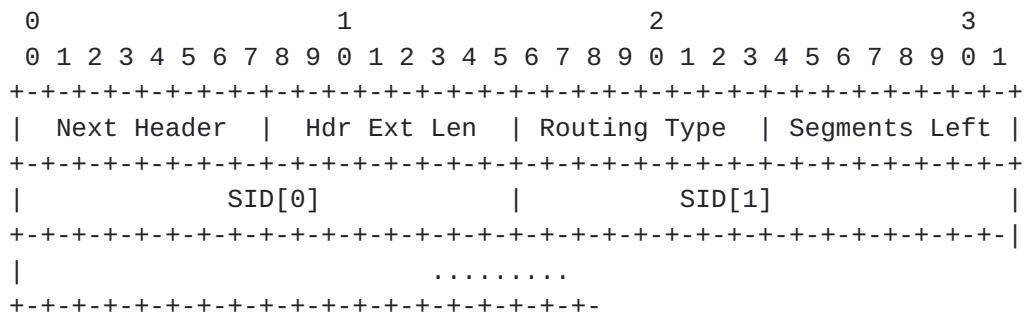 0                   1                   2                   3
 0 1 2 3 4 5 6 7 8 9 0 1 2 3 4 5 6 7 8 9 0 1 2 3 4 5 6 7 8 9 0 1
+-+-+-+-+-+-+-+-+-+-+-+-+-+-+-+-+-+-+-+-+-+-+-+-+-+-+-+-+-+-+-+-+
|  Next Header  |  Hdr Ext Len  | Routing Type  | Segments Left |
+-+-+-+-+-+-+-+-+-+-+-+-+-+-+-+-+-+-+-+-+-+-+-+-+-+-+-+-+-+-+-+-+
|             SID[0]            |          SID[1]               |
+-+-+-+-+-+-+-+-+-+-+-+-+-+-+-+-+-+-+-+-+-+-+-+-+-+-+-+-+-+-+-+-|
|                          .........
+-+-+-+-+-+-+-+-+-+-+-+-+-+-+-+-+-+-+-